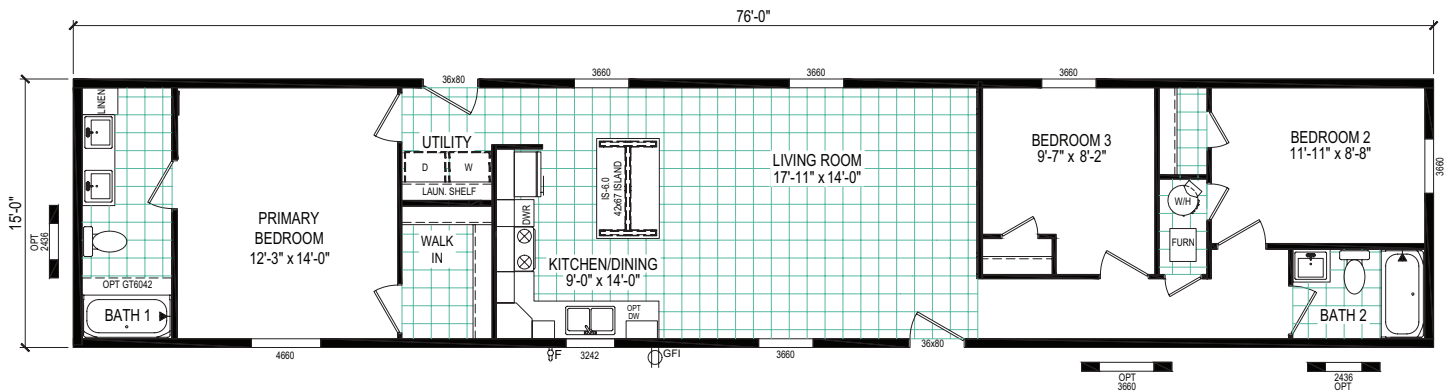 76'-0"
36x80
3660
3660
3660
LINEN
UTILITY
D
W
LAUN. SHELF
BEDROOM 3
9'-7" x 8'-2"
BEDROOM 2
11'-11" x 8'-8"
LIVING ROOM
17'-11" x 14'-0"
IS-6.0
42x67 ISLAND
3660
W/H
15'-0"
OPT
2436
PRIMARY
BEDROOM
12'-3" x 14'-0"
WALK
IN
DWR
FURN
KITCHEN/DINING
9'-0" x 14'-0"
OPT GT6042
BATH 1
OPT
DW
BATH 2
4660
F
3242
GFI
3660
36x80
OPT
3660
2436
OPT